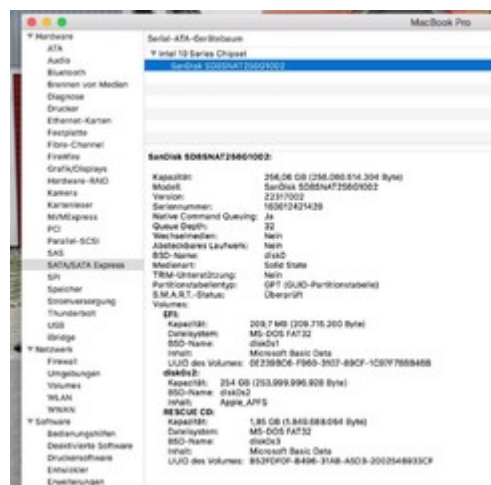 MacBook Pro
Hardware
ATA
Audio
Bluetooth
Brennen von Medien
Diagnose
Drucker
Ethernet-Karten
Festplatte
Fibre-Channel
FireWire
Grafik/Displays
Hardware-RAID
Kamera
Kartenleser
NVMExpress
PCI
Parallel-SCSI
SAS
SATA/SATA Express
SPI
Speicher
Stromversorgung
Thunderbolt
USB
iBridge
Netzwerk
Firewall
Umgebungen
Volumes
WLAN
WWAN
Software
Bedienungshilfen
Deaktivierte Software
Druckersoftware
Entwickler
Erweiterungen
Serial-ATA-Gerätebaum
Intel 10 Series Chipset
SanDisk SD8SNAT256G1002
SanDisk SD8SNAT256G1002:
Kapazität: 256,06 GB (256.060.514.304 Byte)
Modell: SanDisk SD8SNAT256G1002
Version: Z2317002
Seriennummer: 163012421428
Native Command Queuing: Ja
Queue Depth: 32
Wechselmedien: Nein
Absteckbares Laufwerk: Nein
BSD-Name: disk0
Medienart: Solid State
TRIM-Unterstützung: Nein
Partitionstabellentyp: GPT (GUID-Partitionstabelle)
S.M.A.R.T.-Status: Überprüft
Volumes:
EFI:
Kapazität: 209,7 MB (209.715.200 Byte)
Dateisystem: MS-DOS FAT32
BSD-Name: disk0s1
Inhalt: Microsoft Basic Data
UUID des Volumes:
disk0s2:
Kapazität: 254 GB (253,999,996,928 Byte)
BSD-Name: disk0s2
Inhalt: Apple_APFS
RESCUE CD:
Kapazität: 1,85 GB (1.849.688.064 Byte)
Dateisystem: MS-DOS FAT32
BSD-Name: disk0s3
Inhalt: Microsoft Basic Data
UUID des Volumes: